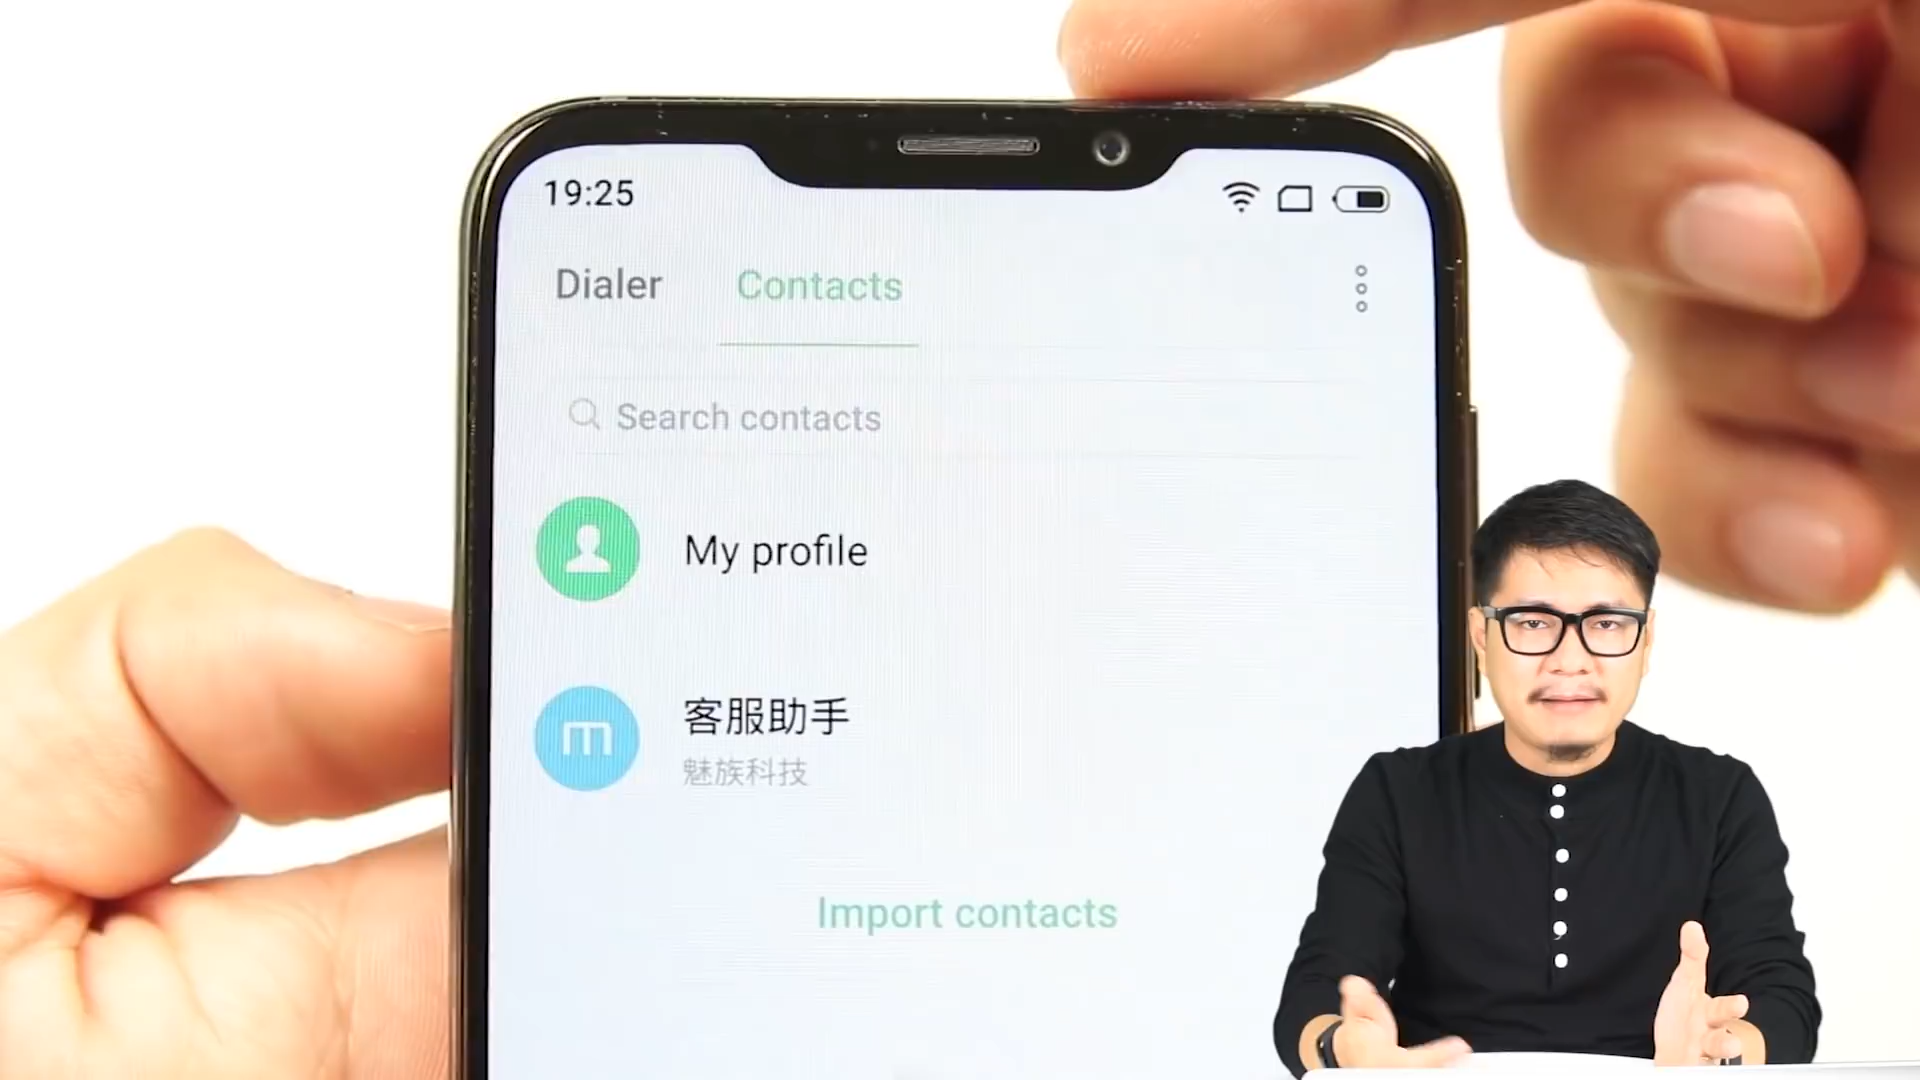 19:25
Dialer
Contacts
Search contacts
My profile
客服助手
魅族科技
Import contacts